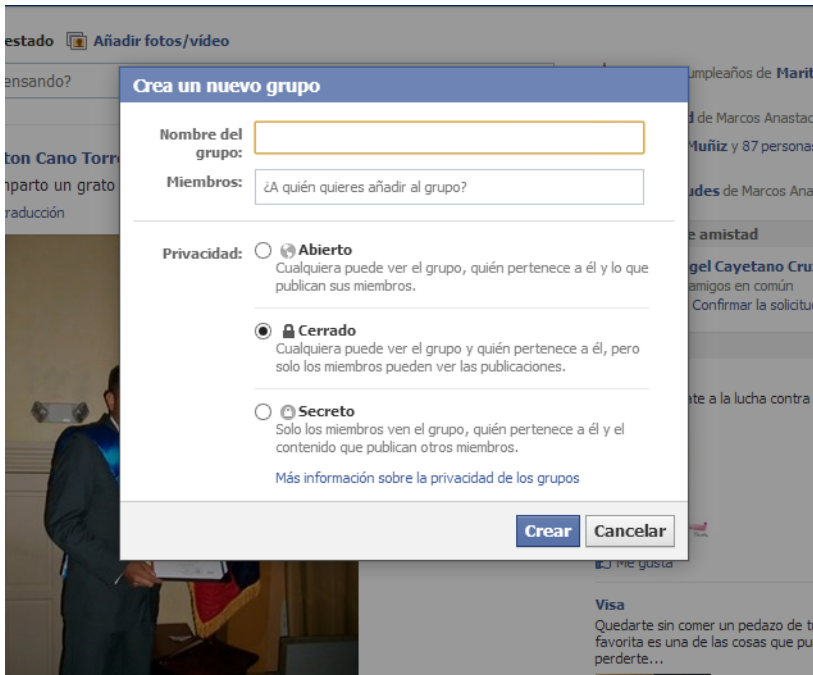 estado Añadir fotos/vídeo
ensando?
Crea un nuevo grupo
Nombre del
grupo:
Miembros: ¿A quién quieres añadir al grupo?
Privacidad: Abierto
Cualquiera puede ver el grupo, quién pertenece a él y lo que
publican sus miembros.
Cerrado
Cualquiera puede ver el grupo y quién pertenece a él, pero
solo los miembros pueden ver las publicaciones.
Secreto
Solo los miembros ven el grupo, quién pertenece a él y el
contenido que publican otros miembros.
Más información sobre la privacidad de los grupos
Crear Cancelar
ton Cano Torr
mparto un grato
raducción
umpleaños de Marit
d de Marcos Anastac
Muñiz y 87 personas
udes de Marcos Ana
e amistad
gel Cayetano Cru
amigos en común
Confirmar la solicitu
ate a la lucha contra
Me gusta
Visa
Quedarte sin comer un pedazo de t
favorita es una de las cosas que pu
perderte...